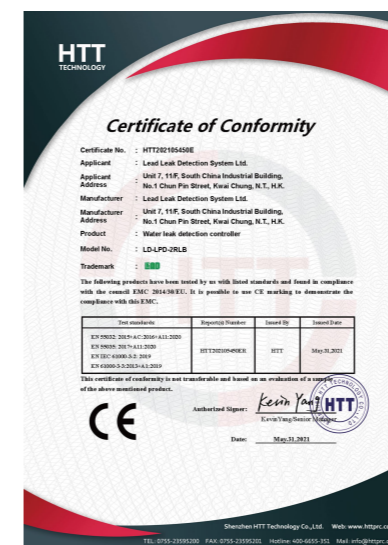 HTT
TECHNOLOGY
Certificate of Conformity
Certificate No. : HTT202105450E
Applicant : Lead Leak Detection System Ltd.
Applicant Address : Unit 7, 11/F, South China Industrial Building,
No.1 Chun Pin Street, Kwai Chung, N.T., H.K.
Manufacturer : Lead Leak Detection System Ltd.
Manufacturer Address : Unit 7, 11/F, South China Industrial Building,
No.1 Chun Pin Street, Kwai Chung, N.T., H.K.
Product : Water leak detection controller
Model No. : LD-LPD-2RLB
Trademark :
The following products have been tested by us with listed standards and found in compliance
with the council EMC 2014/30/EU. It is possible to use CE marking to demonstrate the
compliance with this EMC.
Test standards Report(s) Number Issued By Issued Date
EN 55032: 2015+AC:2016+A11:2020
EN 55035: 2017+A11:2020
EN IEC 61000-3-2: 2019
EN 61000-3-3:2013+A1:2019
HTT202105450ER HTT May.31,2021
This certificate of conformity is not transferable and based on an evaluation of a sample
of the above mentioned product.
CE
Authorized Signer: Kevin Yang
KevinYang/Senior Manager
HTT
Date: May.31,2021
Shenzhen HTT Technology Co.,Ltd. Web: www.httprc.c
TEL: 0755-23595200 FAX: 0755-23595201 Hotline: 400-6655-351 Mail: info@httprc.